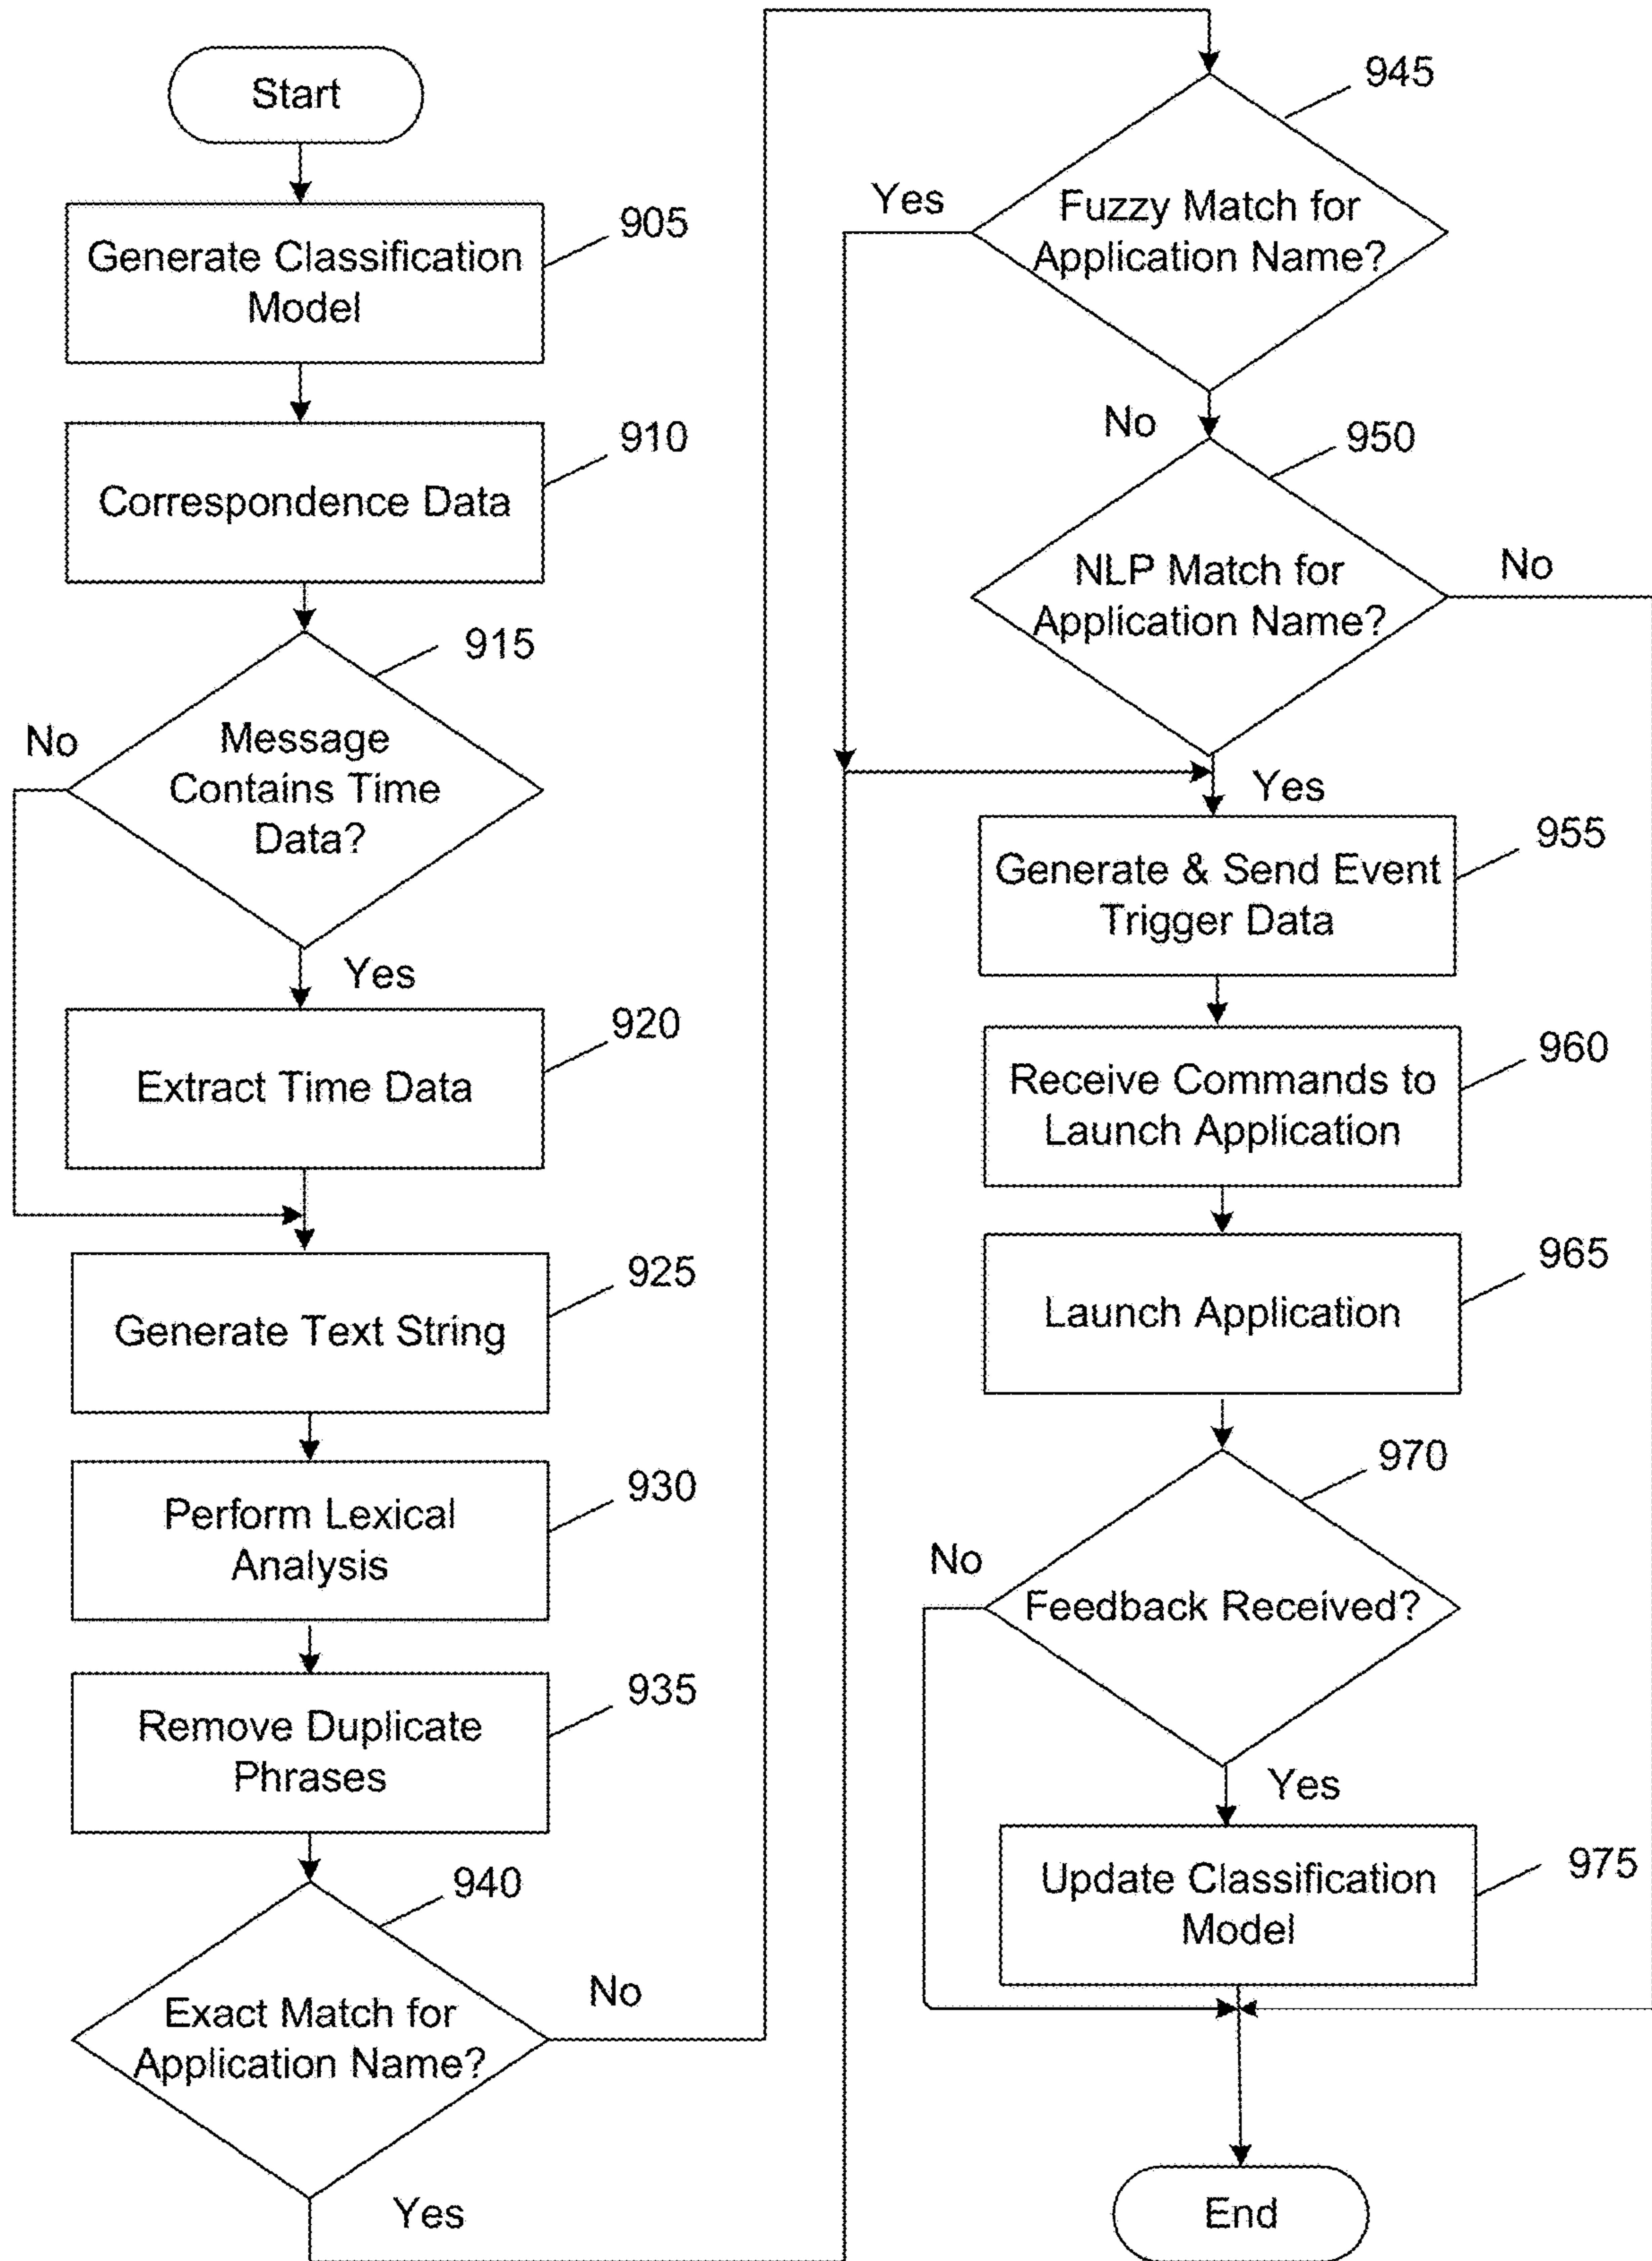 Start
905
Generate Classification
Model
910
Correspondence Data
915
No
Message
Contains Time
Data?
Yes
920
Extract Time Data
925
Generate Text String
930
Perform Lexical
Analysis
935
Remove Duplicate
Phrases
940
Exact Match for
Application Name?
No
Yes
945
Yes
Fuzzy Match for
Application Name?
No
950
NLP Match for
Application Name?
No
Yes
955
Generate & Send Event
Trigger Data
960
Receive Commands to
Launch Application
965
Launch Application
970
No
Feedback Received?
Yes
975
Update Classification
Model
End